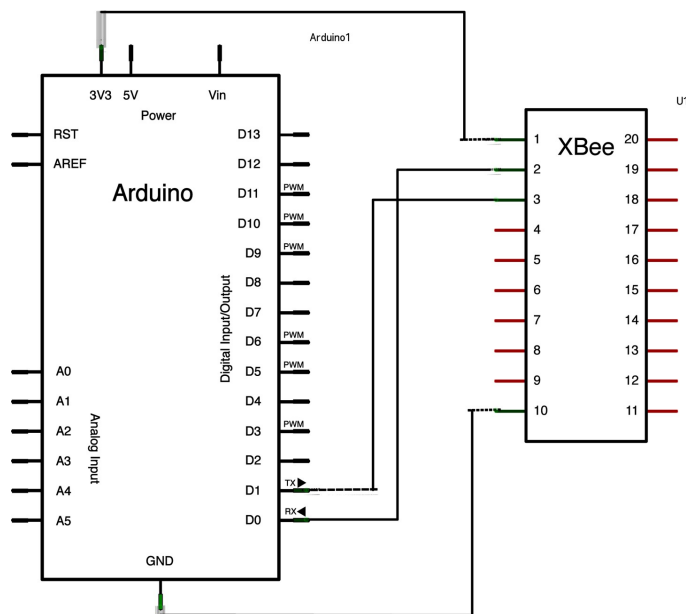 Arduino1
3V3 5V Vin
Power
U1
RST D13
AREF D12
Arduino
XBee
D11 PWM
D10 PWM
D9 PWM
D8
D7
Digital Input/Output
D6 PWM
A0 D5 PWM
A1 D4
A2 D3 PWM
A3 D2
Analog Input
A4 D1 TX
A5 D0 RX
GND
1 20
2 19
3 18
4 17
5 16
6 15
7 14
8 13
9 12
10 11